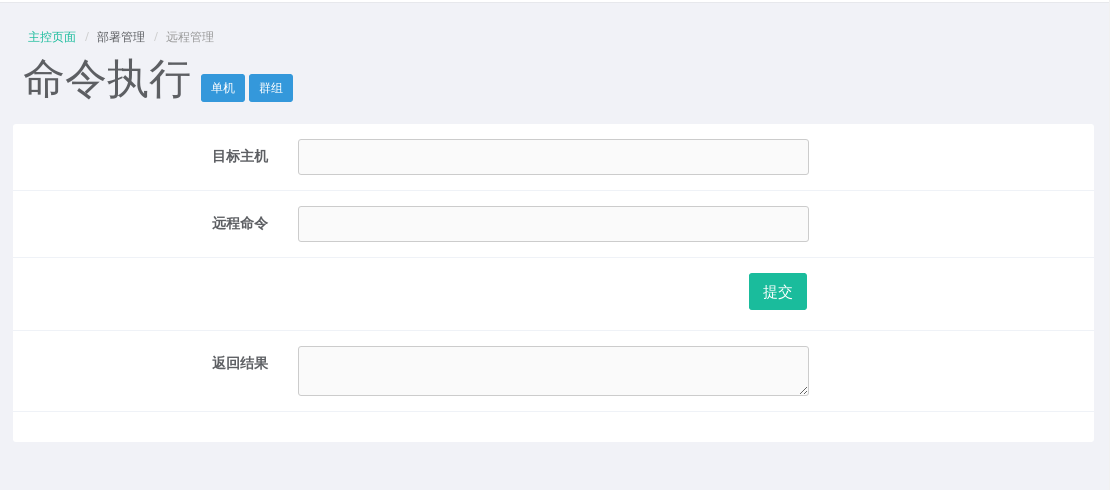 主控页面 / 部署管理 / 远程管理
命令执行 单机 群组
目标主机
远程命令
提交
返回结果